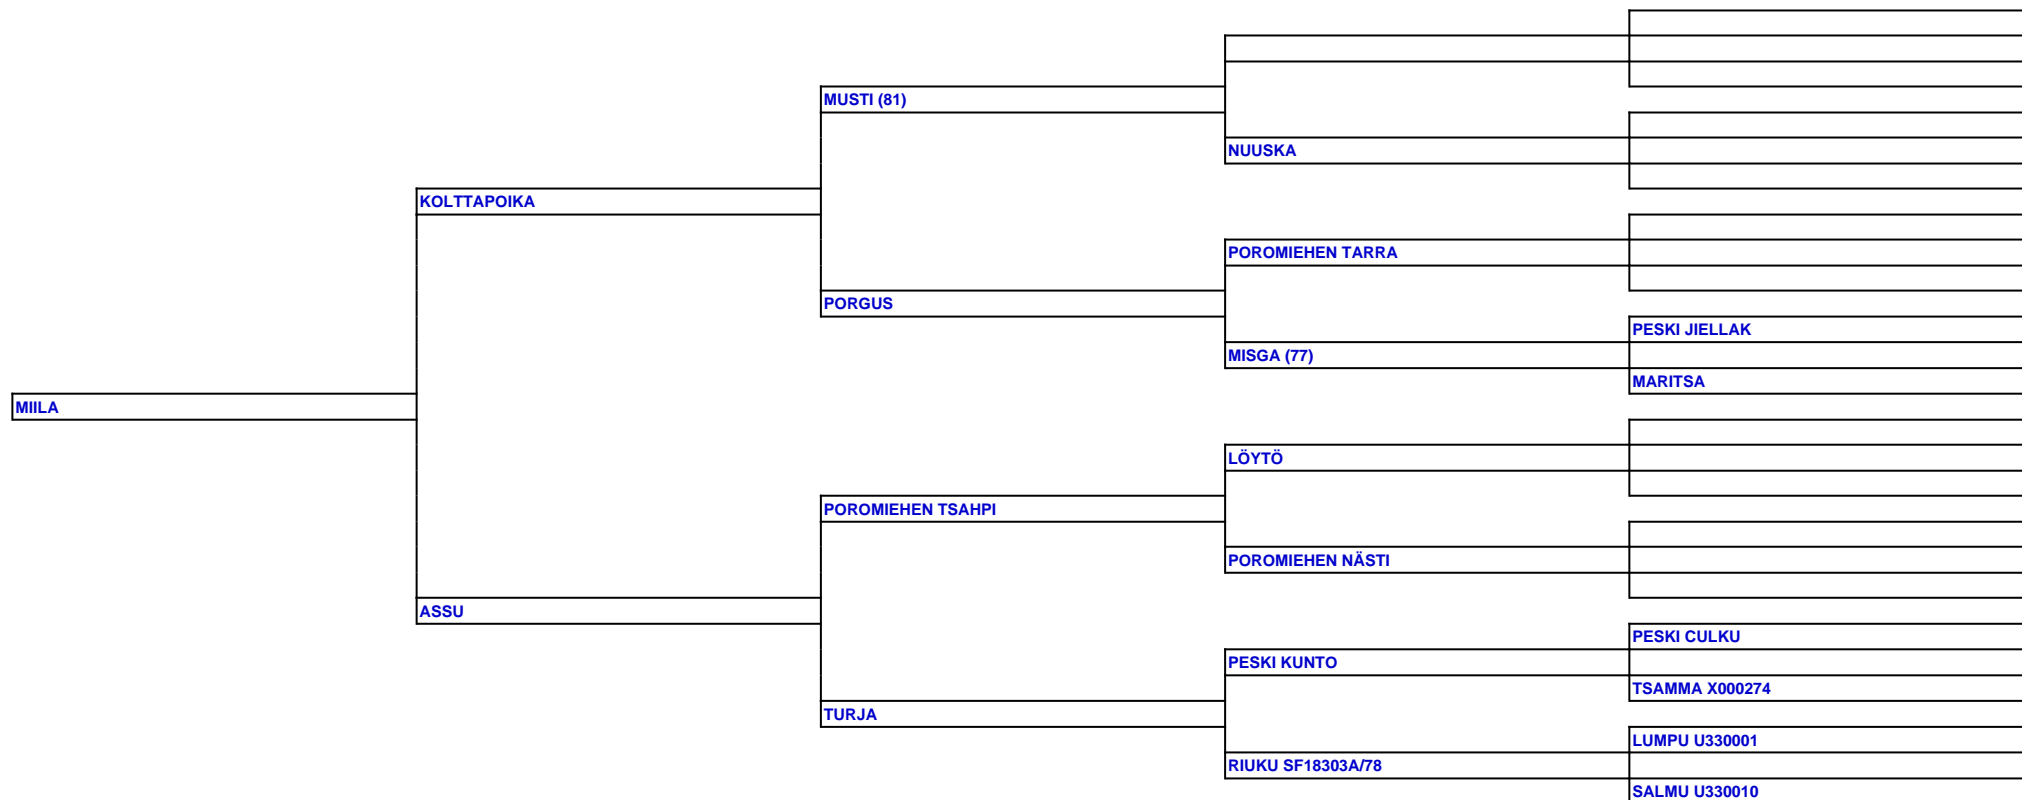 MUSTI (81)
NUUSKA
KOLTTAPOIKA
POROMIEHEN TARRA
PORGUS
PESKI JIELLAK
MISGA (77)
MARITSA
MIILA
LÖYTÖ
POROMIEHEN TSAHPI
POROMIEHEN NÄSTI
ASSU
PESKI CULKU
PESKI KUNTO
TSAMMA X000274
TURJA
LUMPU U330001
RIUKU SF18303A/78
SALMU U330010